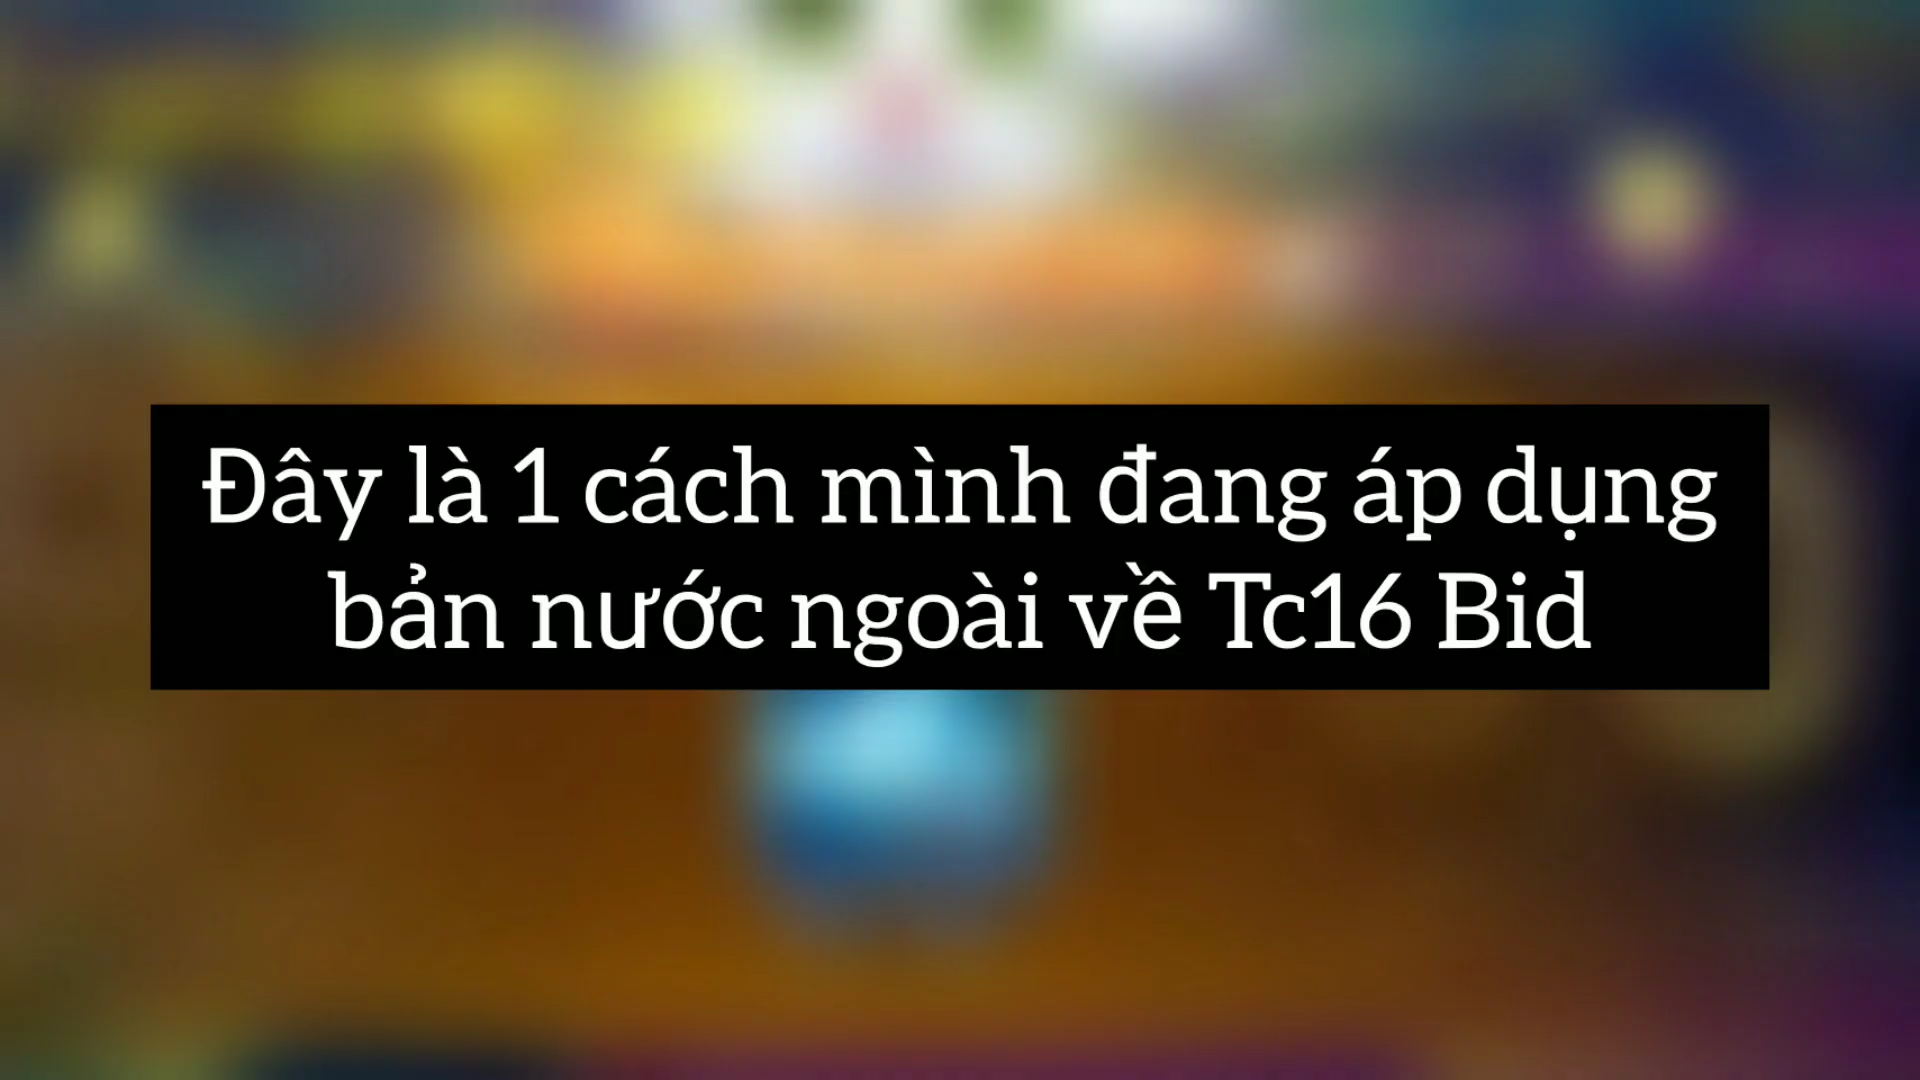 Đây là 1 cách mình đang áp dụng
bản nước ngoài về Tc16 Bid